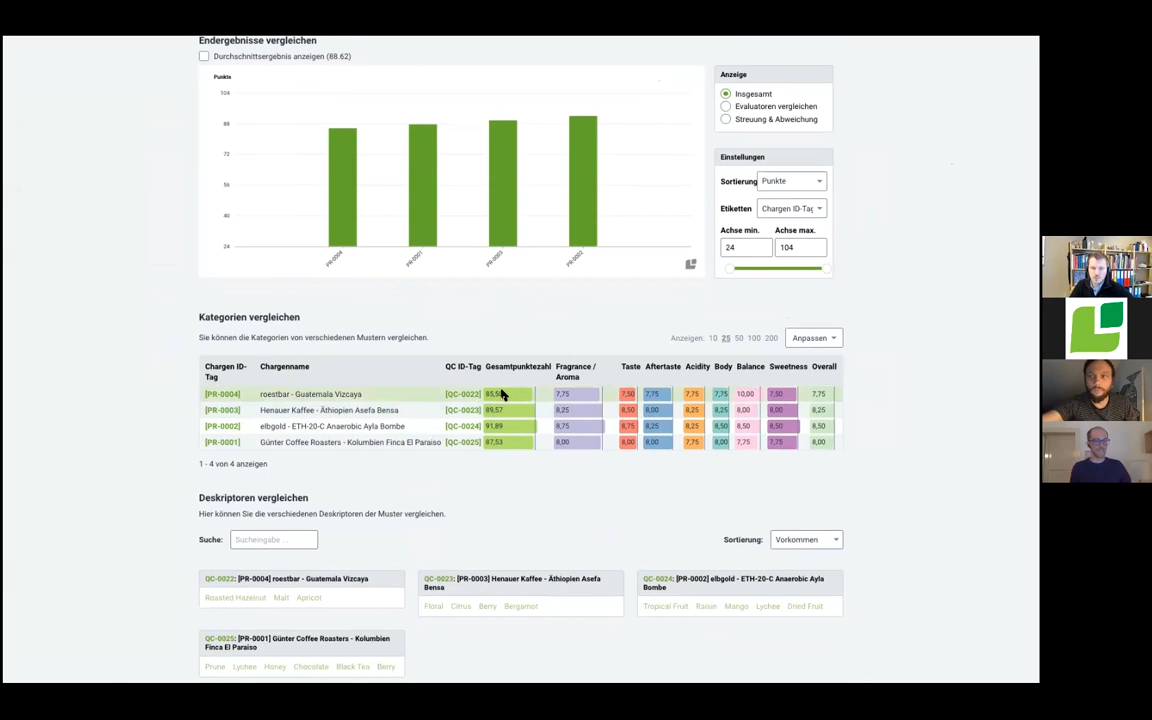 Endergebnisse vergleichen
Durchschnittsergebnis anzeigen (88.62)
Punkte
104
88
72
56
40
24
PR-0004
PR-0001
PR-0003
PR-0002
Anzeige
Insgesamt
Evaluatoren vergleichen
Streuung & Abweichung
Einstellungen
Sortierung Punkte
Etiketten Chargen ID-Tag
Achse min. Achse max.
24 104
Kategorien vergleichen
Sie können die Kategorien von verschiedenen Mustern vergleichen.
Anzeigen: 10 25 50 100 200 Anpassen
Chargen ID-Tag Chargenname QC ID-Tag Gesamtpunktezahl Fragrance / Aroma Taste Aftertaste Acidity Body Balance Sweetness Overall
[PR-0004] roestbar - Guatemala Vizcaya [QC-0022] 7,75 7,50 7,75 7,75 7,75 10,00 7,50 7,75
[PR-0003] Henauer Kaffee - Äthiopien Asefa Bensa [QC-0023] 89,57 8,25 8,50 8,00 8,25 8,25 8,00 8,00 8,25
[PR-0002] elbgold - ETH-20-C Anaerobic Ayla Bombe [QC-0024] 91,89 8,75 8,75 8,25 8,50 8,50 8,50 8,50 8,50
[PR-0001] Günter Coffee Roasters - Kolumbien Finca El Paraiso [QC-0025] 87,53 8,00 8,00 8,00 7,75 8,00 7,75 7,75 8,00
1 - 4 von 4 anzeigen
Deskriptoren vergleichen
Hier können Sie die verschiedenen Deskriptoren der Muster vergleichen.
Suche: Sucheingabe ... Sortierung: Vorkommen
QC-0022: [PR-0004] roestbar - Guatemala Vizcaya
Roasted Hazelnut Malt Apricot
QC-0023: [PR-0003] Henauer Kaffee - Äthiopien Asefa
Bensa
Floral Citrus Berry Bergamot
QC-0024: [PR-0002] elbgold - ETH-20-C Anaerobic Ayla
Bombe
Tropical Fruit Raisin Mango Lychee Dried Fruit
QC-0025: [PR-0001] Günter Coffee Roasters - Kolumbien
Finca El Paraiso
Prune Lychee Honey Chocolate Black Tea Berry